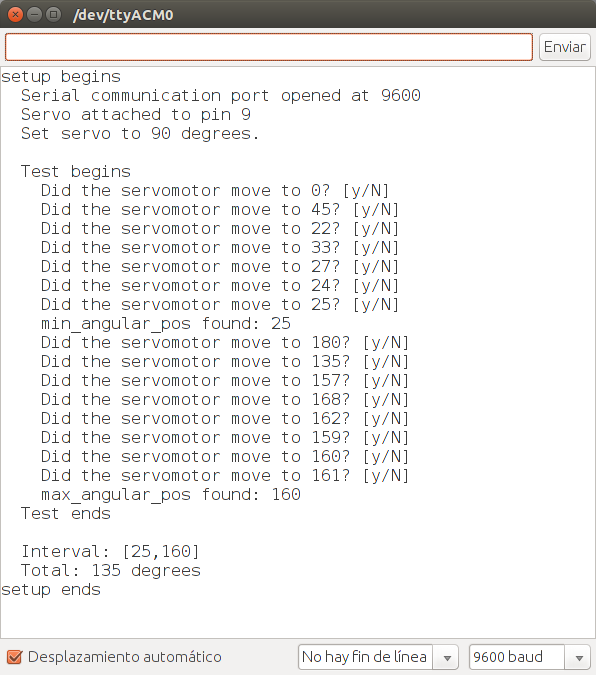 /dev/ttyACM0
Enviar
setup begins
  Serial communication port opened at 9600
  Servo attached to pin 9
  Set servo to 90 degrees.

  Test begins
    Did the servomotor move to 0? [y/N]
    Did the servomotor move to 45? [y/N]
    Did the servomotor move to 22? [y/N]
    Did the servomotor move to 33? [y/N]
    Did the servomotor move to 27? [y/N]
    Did the servomotor move to 24? [y/N]
    Did the servomotor move to 25? [y/N]
    min_angular_pos found: 25
    Did the servomotor move to 180? [y/N]
    Did the servomotor move to 135? [y/N]
    Did the servomotor move to 157? [y/N]
    Did the servomotor move to 168? [y/N]
    Did the servomotor move to 162? [y/N]
    Did the servomotor move to 159? [y/N]
    Did the servomotor move to 160? [y/N]
    Did the servomotor move to 161? [y/N]
    max_angular_pos found: 160
  Test ends

  Interval: [25,160]
  Total: 135 degrees
setup ends
Desplazamiento automático
No hay fin de línea
9600 baud